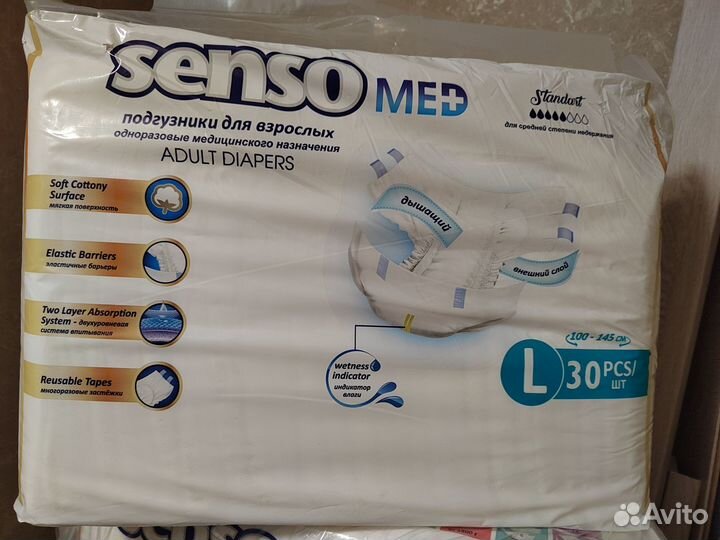 senso MED
подгузники для взрослых
одноразовые медицинского назначения
ADULT DIAPERS
Standart
для средней степени недержания
Soft Cottony
Surface
мягкая поверхность
Elastic Barriers
эластичные барьеры
Two Layer Absorption
System - двухуровневая
система впитывания
Reusable Tapes
многоразовые застёжки
дышащий
внешний слой
wetness
indicator
индикатор
влаги
100 - 145 СМ
L 30 PCS/
ШТ
senso
Avito